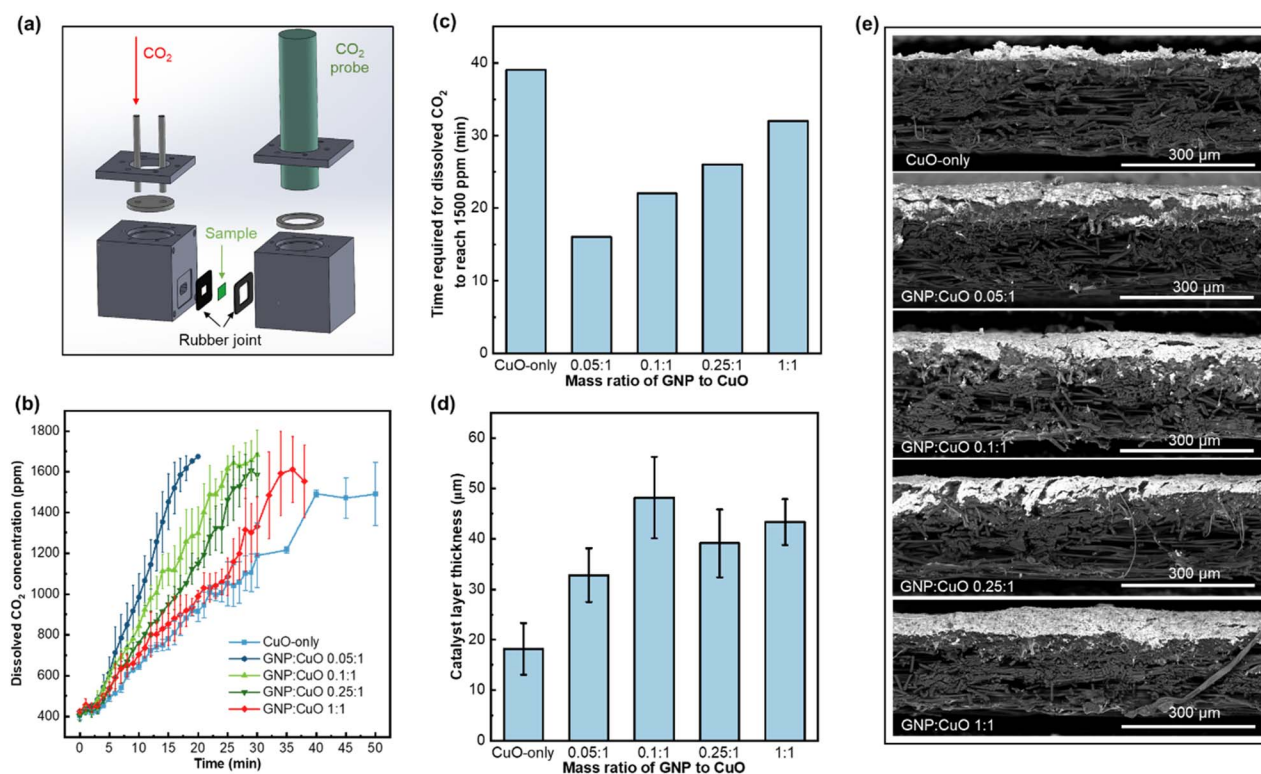 (a)
CO2
CO2
probe
Sample
Rubber joint
(b)
Dissolved CO2 concentration (ppm)
1800
1600
1400
1200
1000
800
600
400
CuO-only
GNP:CuO 0.05:1
GNP:CuO 0.1:1
GNP:CuO 0.25:1
GNP:CuO 1:1
0 5 10 15 20 25 30 35 40 45 50
Time (min)
(c)
Time required for dissolved CO2
to reach 1500 ppm (min)
40
30
20
10
0
CuO-only 0.05:1 0.1:1 0.25:1 1:1
Mass ratio of GNP to CuO
(d)
Catalyst layer thickness (μm)
60
50
40
30
20
10
0
CuO-only 0.05:1 0.1:1 0.25:1 1:1
Mass ratio of GNP to CuO
(e)
CuO-only
300 μm
GNP:CuO 0.05:1
300 μm
GNP:CuO 0.1:1
300 μm
GNP:CuO 0.25:1
300 μm
GNP:CuO 1:1
300 μm